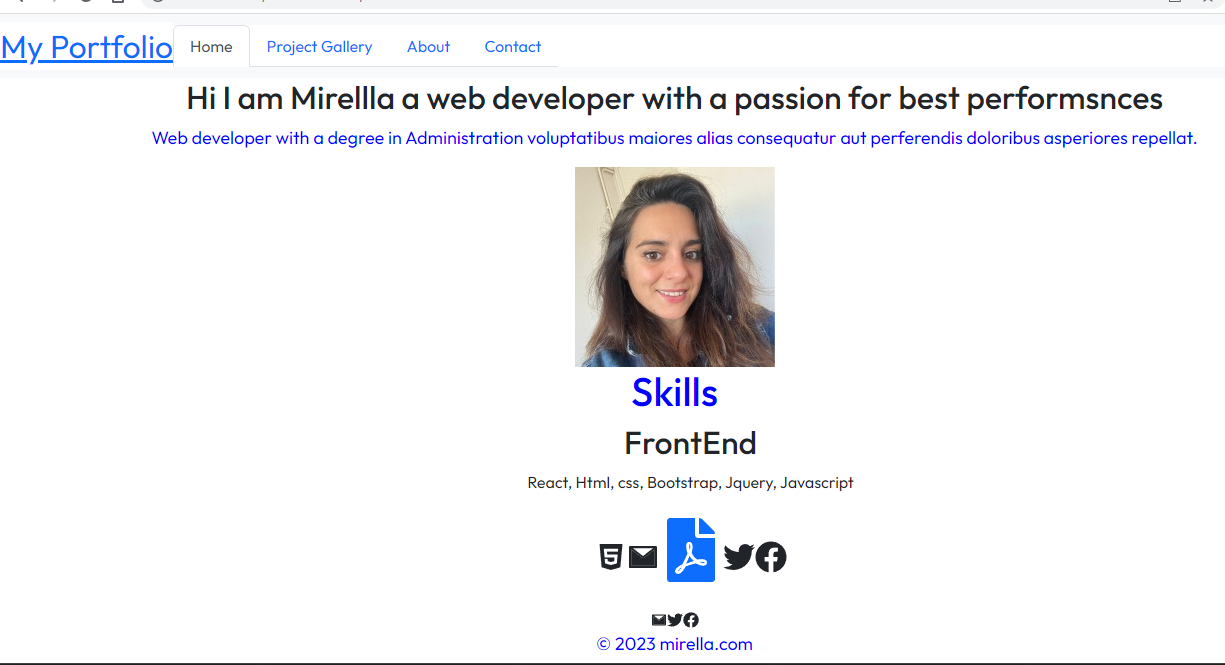 My Portfolio Home Project Gallery About Contact
Hi I am Mirellla a web developer with a passion for best performsnces
Web developer with a degree in Administration voluptatibus maiores alias consequatur aut perferendis doloribus asperiores repellat.
Skills
FrontEnd
React, Html, css, Bootstrap, Jquery, Javascript
© 2023 mirella.com